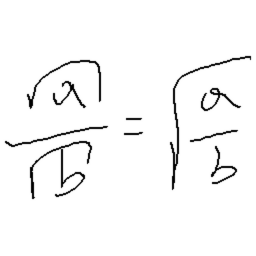 √a/√b = √(a/b)